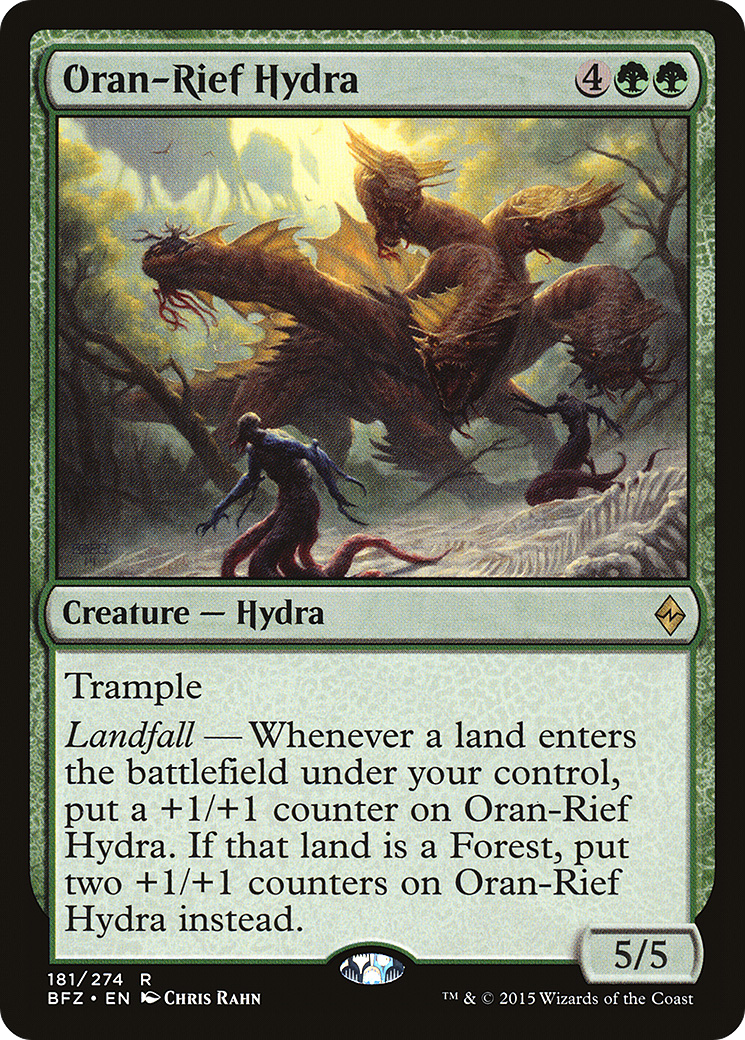 Oran-Rief Hydra 4
Creature — Hydra
Trample
Landfall — Whenever a land enters
the battlefield under your control,
put a +1/+1 counter on Oran-Rief
Hydra. If that land is a Forest, put
two +1/+1 counters on Oran-Rief
Hydra instead.
5/5
181/274 R
BFZ • EN Chris Rahn
™ & © 2015 Wizards of the Coast